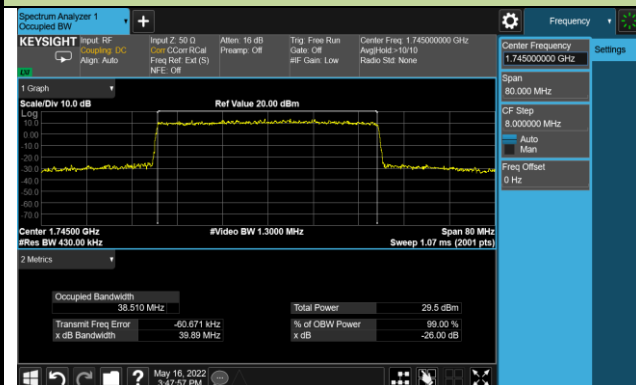 Spectrum Analyzer 1
Occupied BW
+
Frequency
KEYSIGHT
Input: RF
Coupling: DC
Align: Auto
Input Z: 50 Ω
Corr CCorr RCal
Freq Ref: Ext (S)
NFE: Off
Atten: 16 dB
Preamp: Off
Trig: Free Run
Gate: Off
#IF Gain: Low
Center Freq: 1.745000000 GHz
Avg|Hold:>10/10
Radio Std: None
LXI
Center Frequency
1.745000000 GHz
Settings
Span
80.000 MHz
CF Step
8.000000 MHz
Auto
Man
Freq Offset
0 Hz
1 Graph
Scale/Div 10.0 dB
Ref Value 20.00 dBm
Log
10.0
0.00
-10.0
-20.0
-30.0
-40.0
-50.0
-60.0
-70.0
Center 1.74500 GHz
#Video BW 1.3000 MHz
Span 80 MHz
#Res BW 430.00 kHz
Sweep 1.07 ms (2001 pts)
2 Metrics
Occupied Bandwidth
38.510 MHz
Total Power 29.5 dBm
Transmit Freq Error -60.671 kHz
% of OBW Power 99.00 %
x dB Bandwidth 39.89 MHz
x dB -26.00 dB
?
May 16, 2022
3:47:57 PM